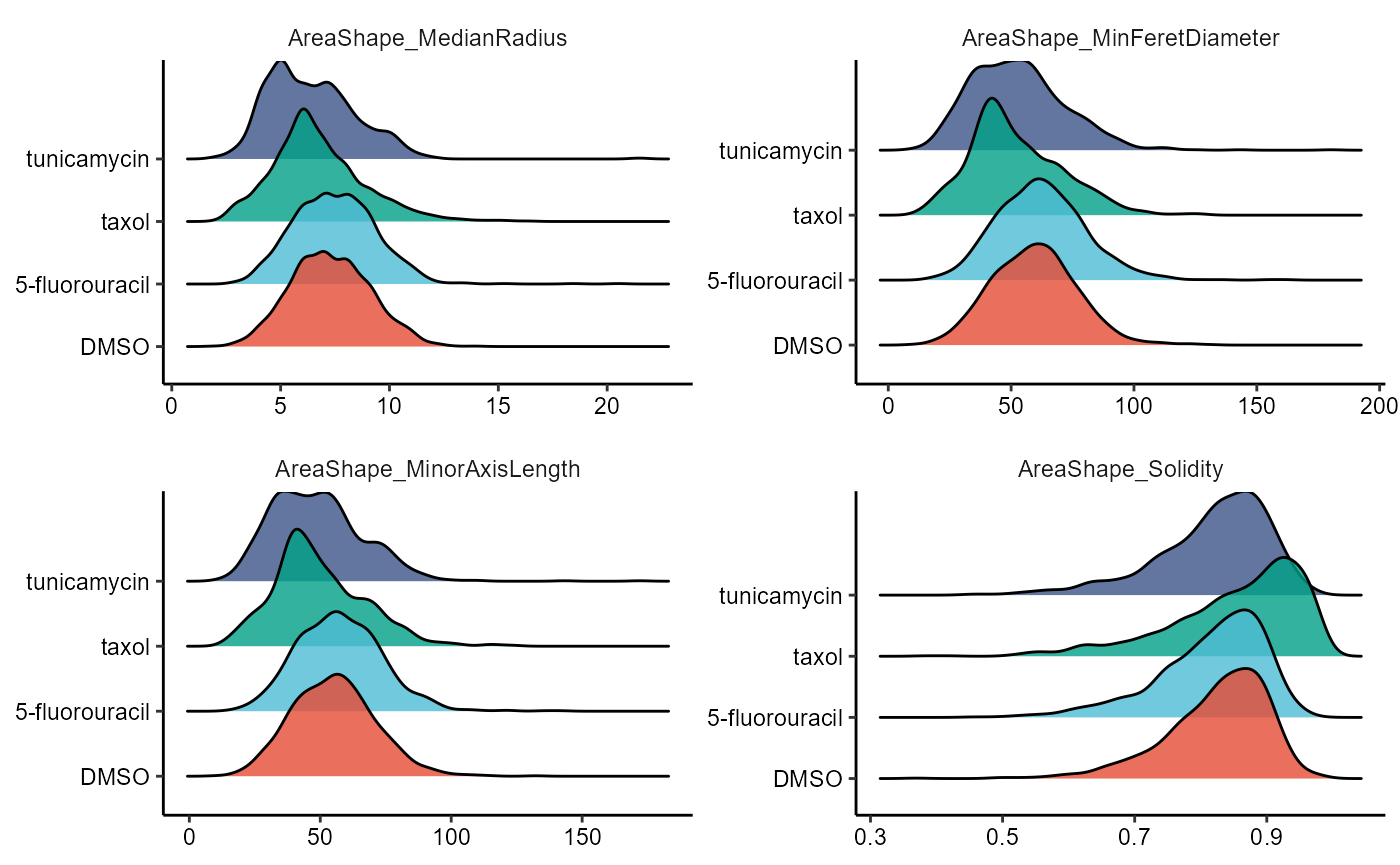 AreaShape_MedianRadius
tunicamycin
taxol
5-fluorouracil
DMSO
0 5 10 15 20
AreaShape_MinFeretDiameter
tunicamycin
taxol
5-fluorouracil
DMSO
0 50 100 150 200
AreaShape_MinorAxisLength
tunicamycin
taxol
5-fluorouracil
DMSO
0 50 100 150
AreaShape_Solidity
tunicamycin
taxol
5-fluorouracil
DMSO
0.3 0.5 0.7 0.9